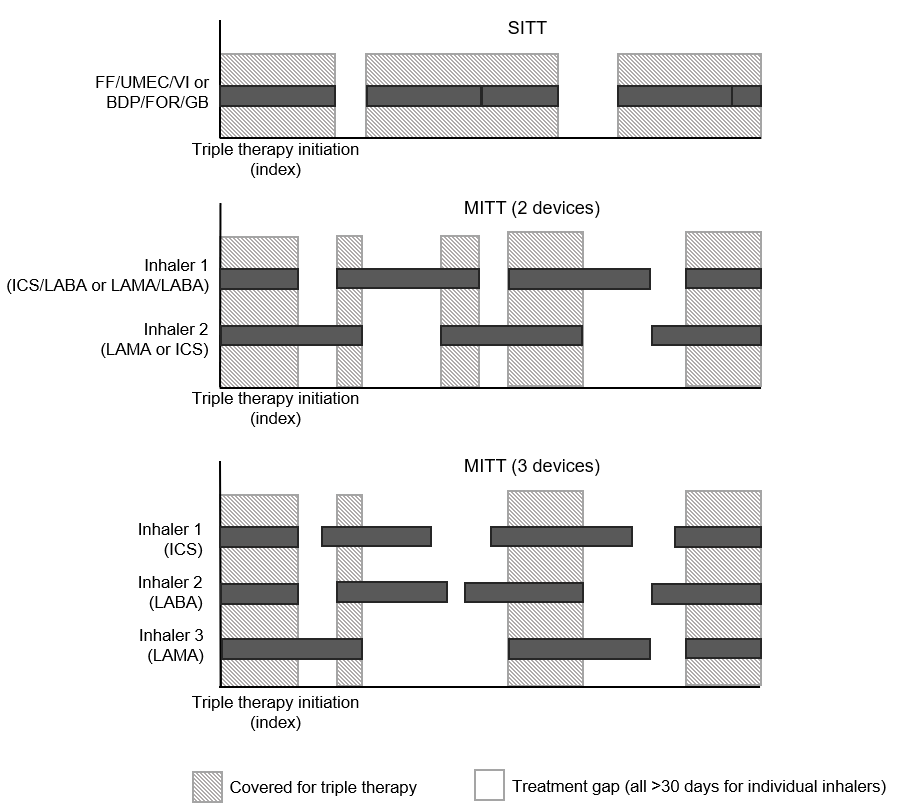 SITT
FF/UMEC/VI or
BDP/FOR/GB
Triple therapy initiation
(index)
MITT (2 devices)
Inhaler 1
(ICS/LABA or LAMA/LABA)
Inhaler 2
(LAMA or ICS)
Triple therapy initiation
(index)
MITT (3 devices)
Inhaler 1
(ICS)
Inhaler 2
(LABA)
Inhaler 3
(LAMA)
Triple therapy initiation
(index)
Covered for triple therapy
Treatment gap (all >30 days for individual inhalers)